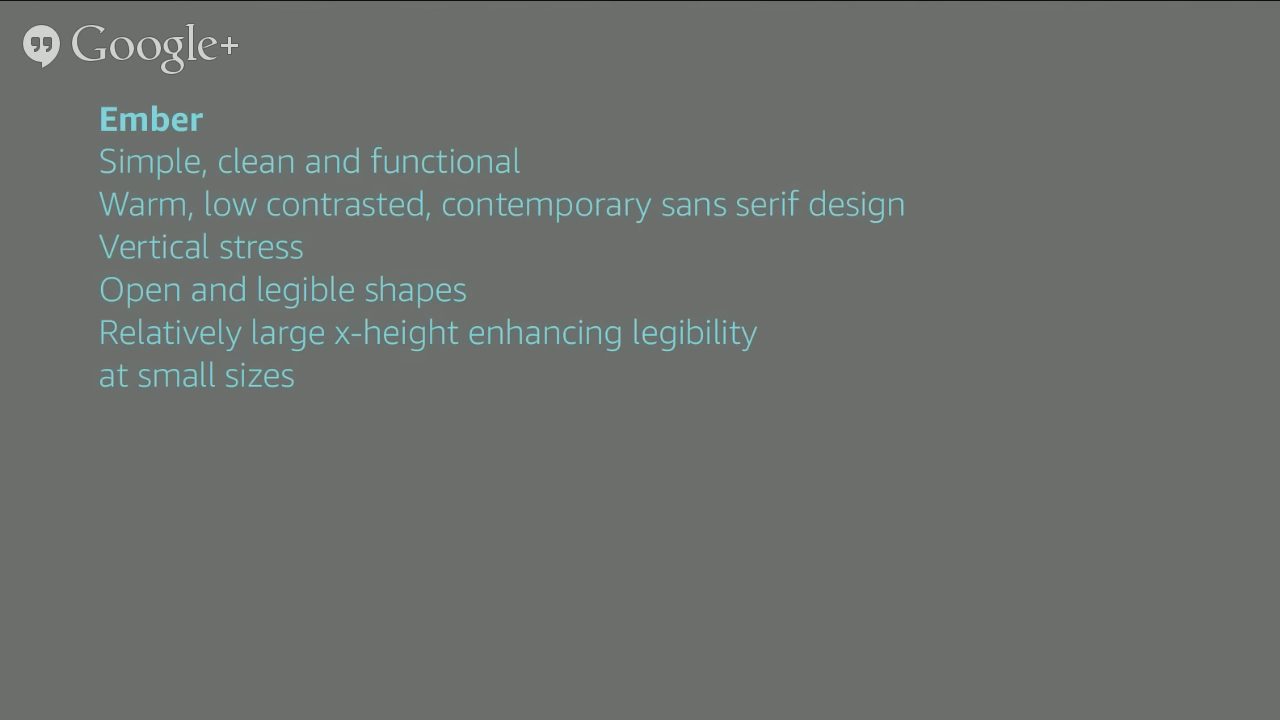 Google+
Ember
Simple, clean and functional
Warm, low contrasted, contemporary sans serif design
Vertical stress
Open and legible shapes
Relatively large x-height enhancing legibility
at small sizes